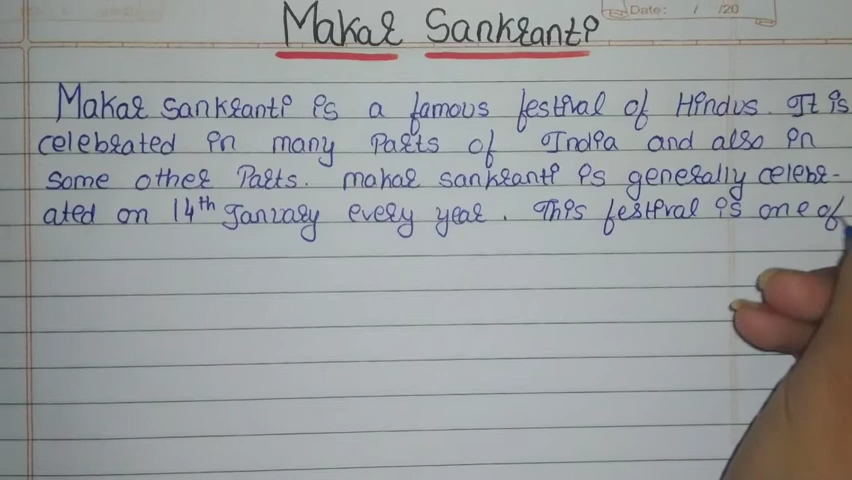 Date: / /20
Makar Sankranti
Makar Sankranti is a famous festival of Hindus. It is
celebrated in many Parts of India and also in
some other Parts. Makar Sankranti is generally celebr-
ated on 14th January every year. This festival is one of